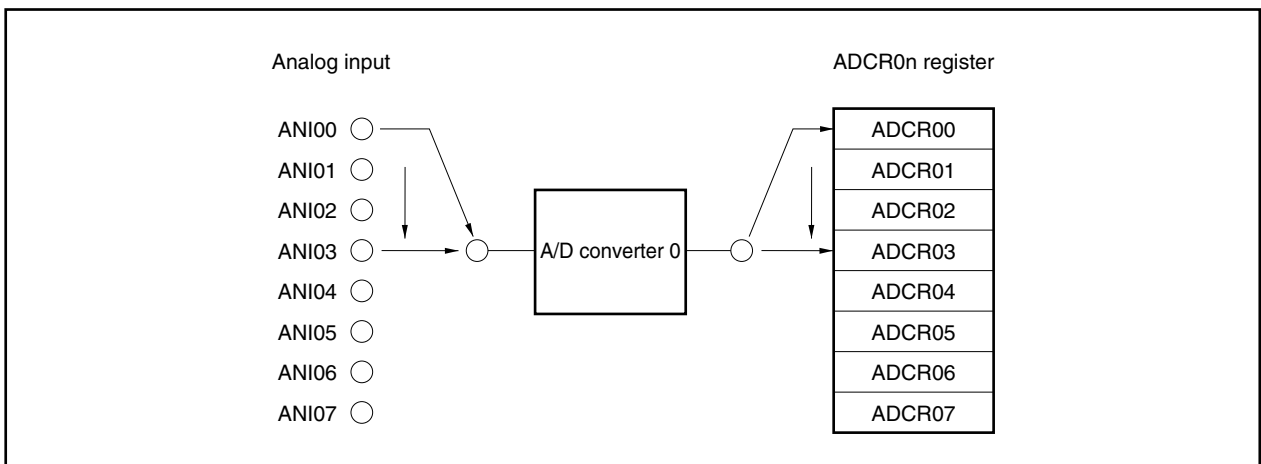 Analog input
ADCR0n register
ANI00
ANI01
ANI02
ANI03
ANI04
ANI05
ANI06
ANI07
A/D converter 0
ADCR00
ADCR01
ADCR02
ADCR03
ADCR04
ADCR05
ADCR06
ADCR07